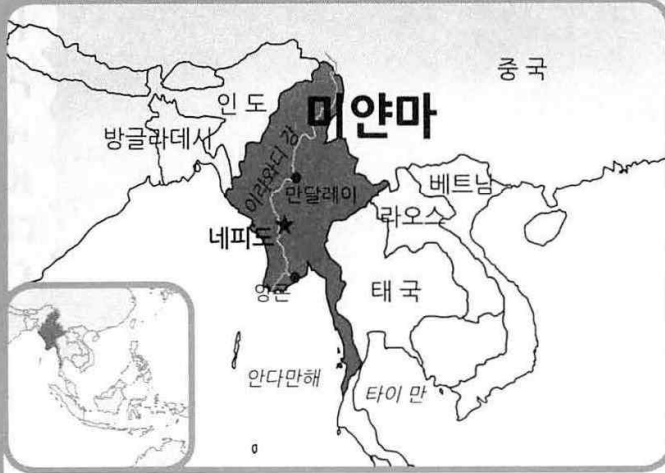 중국
인도
미얀마
방글라데시
이라와디 강
만달레이
베트남
라오스
네피도
양곤
태국
안다만해
타이 만